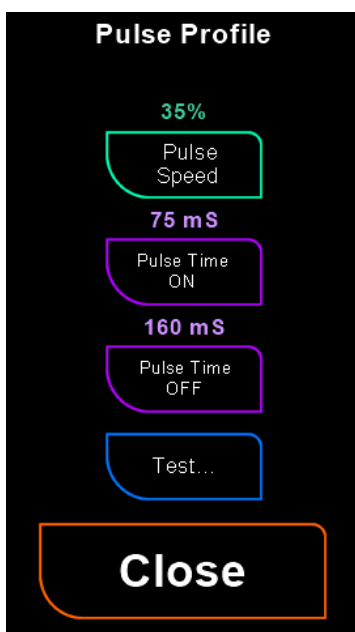 Pulse Profile
35%
Pulse
Speed
75 mS
Pulse Time
ON
160 mS
Pulse Time
OFF
Test...
Close